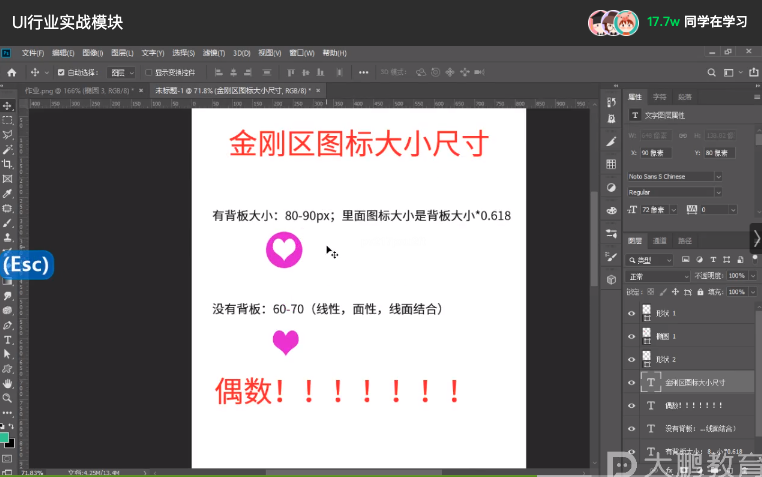 UI行业实战模块
17.7w 同学在学习
文件(F) 编辑(E) 图像(I) 图层(L) 文字(Y) 选择(S) 滤镜(T) 3D(D) 视图(V) 窗口(W) 帮助(H)
自动选择： 图层 显示变换控件 3D 模式：
作业.png @ 166% (椭圆 3, RGB/8) * × 未标题-1 @ 71.8% (金刚区图标大小尺寸, RGB/8) * ×
金刚区图标大小尺寸
有背板大小：80-90px；里面图标大小是背板大小*0.618
(Esc)
没有背板：60-70（线性，面性，线面结合）
偶数！！！！！！！
71.83%
属性 字符 段落
文字图层属性
X: 90 像素 Y: 80 像素
Noto Sans S Chinese
Regular
72 像素 0
图层 通道 路径
类型
正常 不透明度: 100%
锁定: 填充: 100%
形状 1
椭圆 1
形状 2
金刚区图标大小尺寸
偶数！！！！！！！
没有背板：...线面结合）
有背板大小：8...小*0.618
大鹏教育